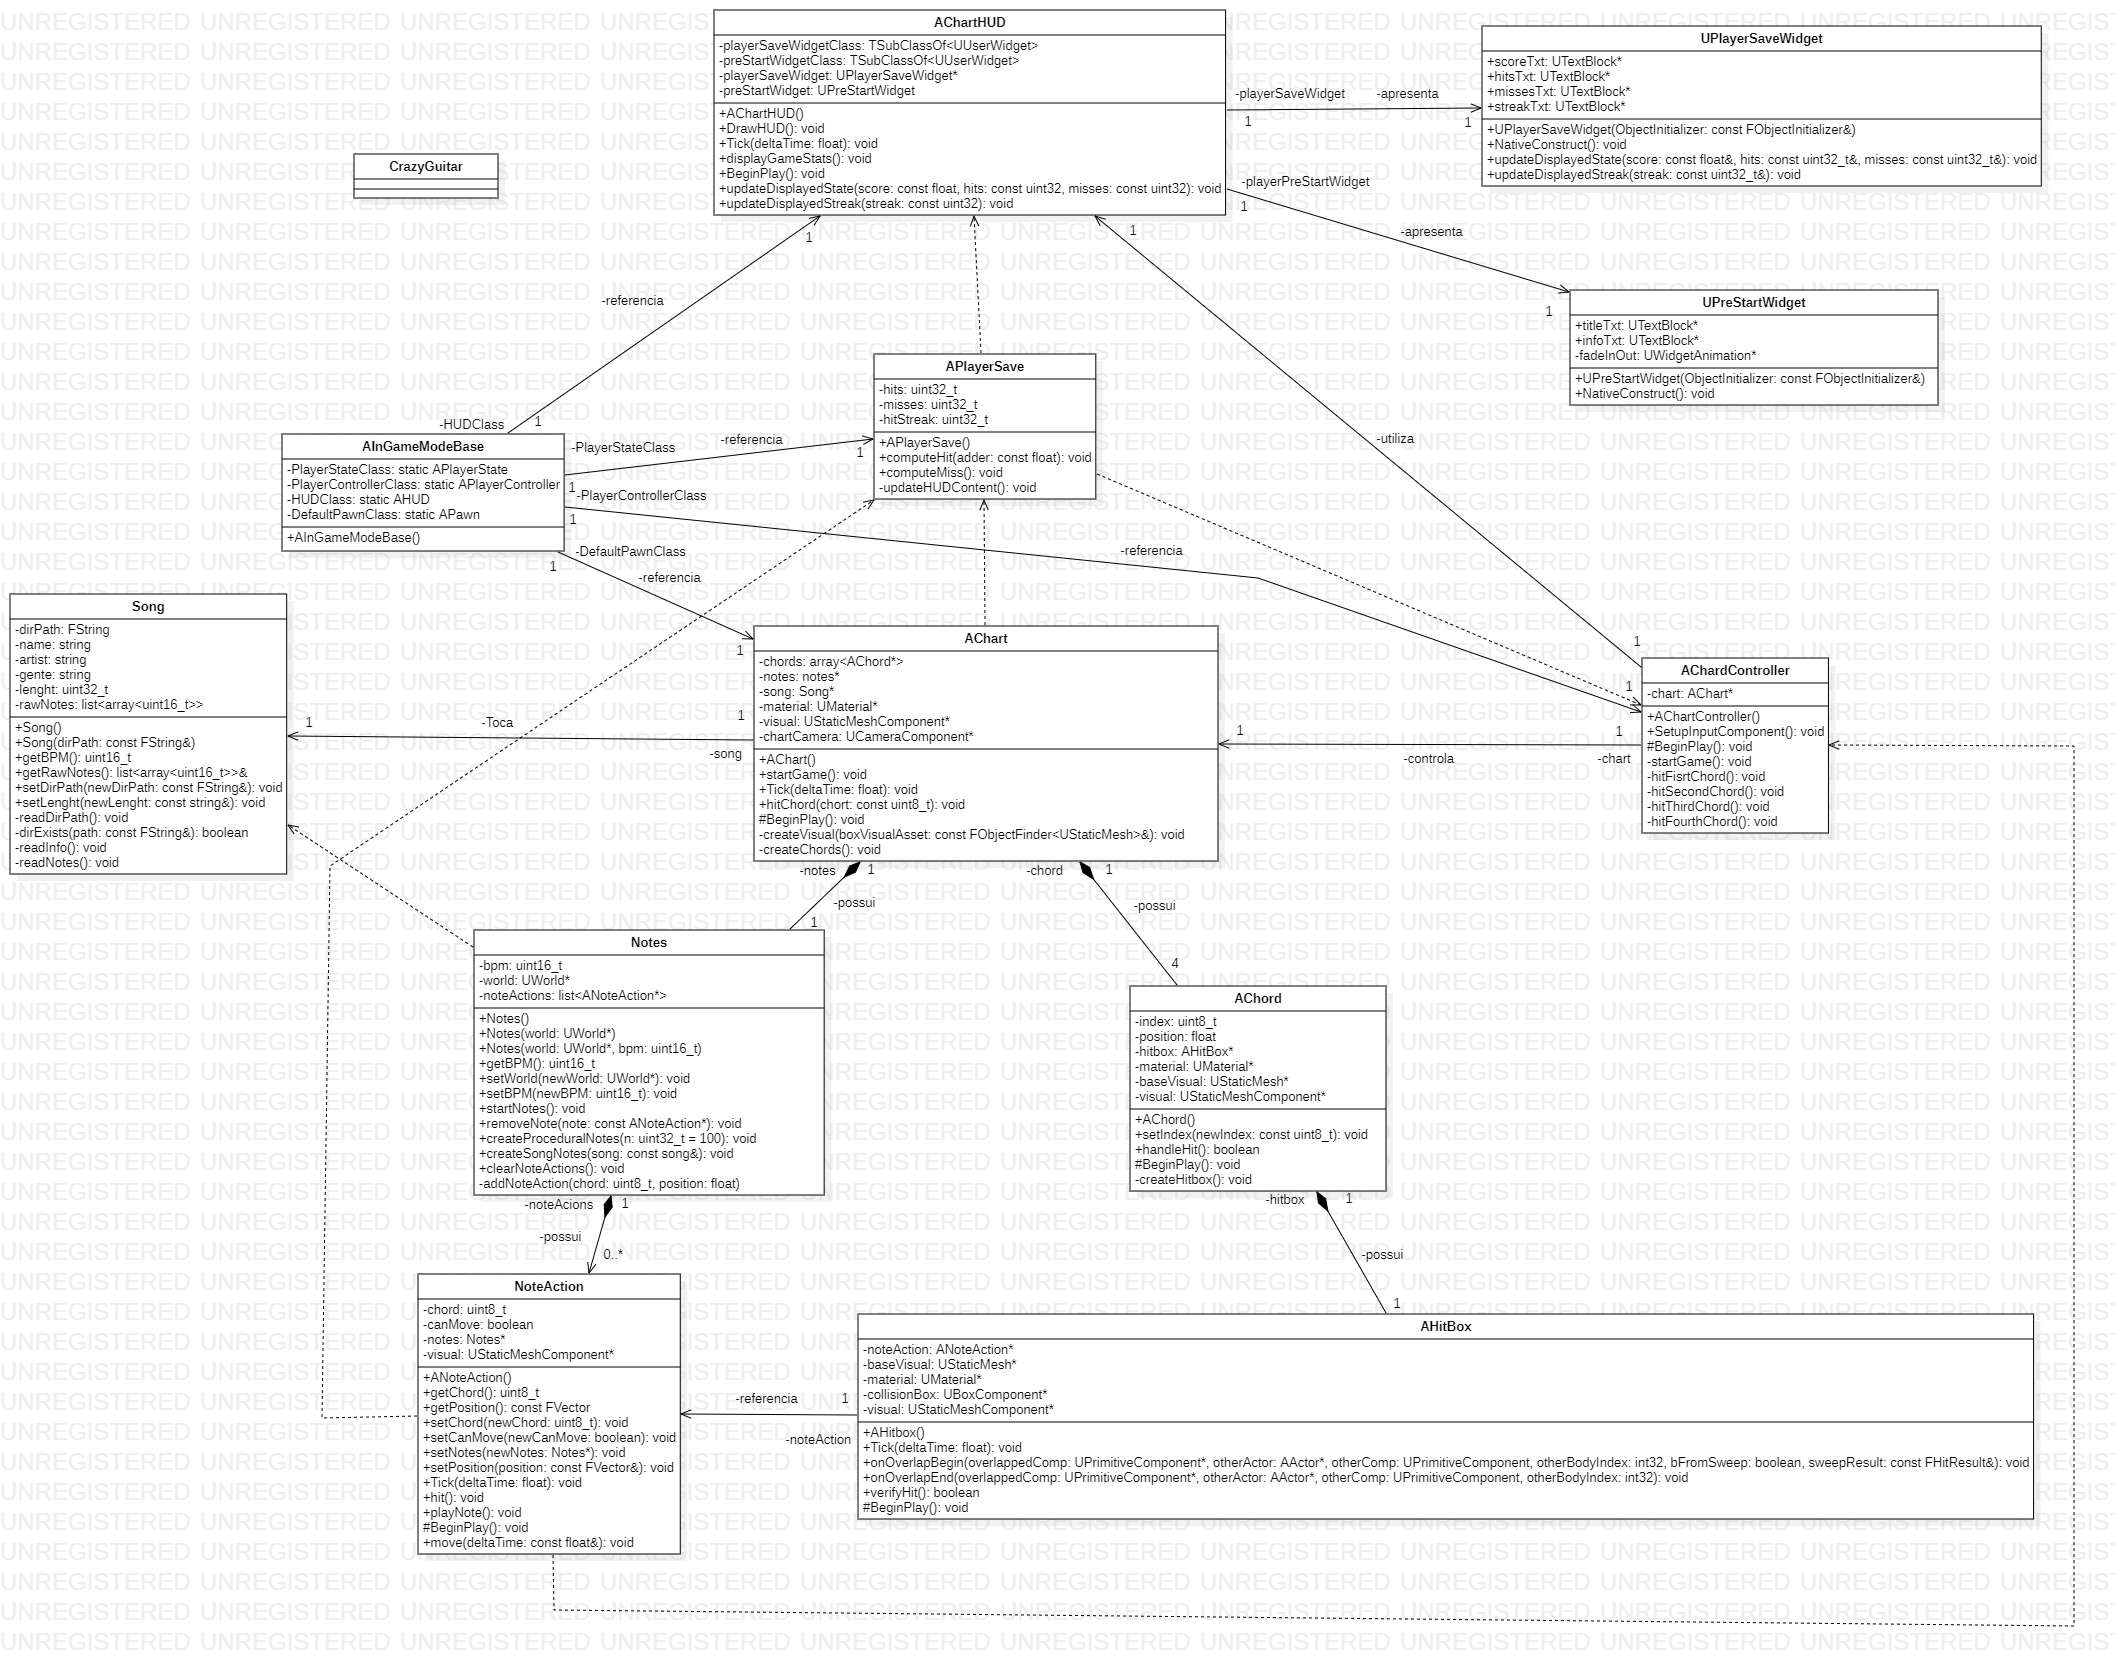 AChartHUD
-playerSaveWidgetClass: TSubClassOf<UUserWidget>
-preStartWidgetClass: TSubClassOf<UUserWidget>
-playerSaveWidget: UPlayerSaveWidget*
-preStartWidget: UPreStartWidget
+AChartHUD()
+DrawHUD(): void
+Tick(deltaTime: float): void
+displayGameStats(): void
+BeginPlay(): void
+updateDisplayedState(score: const float, hits: const uint32, misses: const uint32): void
+updateDisplayedStreak(streak: const uint32): void
UPlayerSaveWidget
+scoreTxt: UTextBlock*
+hitsTxt: UTextBlock*
+missesTxt: UTextBlock*
+streakTxt: UTextBlock*
+UPlayerSaveWidget(ObjectInitializer: const FObjectInitializer&)
+NativeConstruct(): void
+updateDisplayedState(score: const float&, hits: const uint32_t&, misses: const uint32_t&): void
+updateDisplayedStreak(streak: const uint32_t&): void
-playerSaveWidget
-apresenta
1
1
CrazyGuitar
-playerPreStartWidget
1
-apresenta
1
UPreStartWidget
+titleTxt: UTextBlock*
+infoTxt: UTextBlock*
-fadeInOut: UWidgetAnimation*
+UPreStartWidget(ObjectInitializer: const FObjectInitializer&)
+NativeConstruct(): void
1
1
-referencia
-utiliza
APlayerSave
-hits: uint32_t
-misses: uint32_t
-hitStreak: uint32_t
+APlayerSave()
+computeHit(adder: const float): void
+computeMiss(): void
-updateHUDContent(): void
-HUDClass
1
AInGameModeBase
-PlayerStateClass: static APlayerState
-PlayerControllerClass: static APlayerController
-HUDClass: static AHUD
-DefaultPawnClass: static APawn
+AInGameModeBase()
-PlayerStateClass
-referencia
1
1
-PlayerControllerClass
1
-referencia
1
-DefaultPawnClass
1
-referencia
1
Song
-dirPath: FString
-name: string
-artist: string
-gente: string
-lenght: uint32_t
-rawNotes: list<array<uint16_t>>
+Song()
+Song(dirPath: const FString&)
+getBPM(): uint16_t
+getRawNotes(): list<array<uint16_t>>&
+setDirPath(newDirPath: const FString&): void
+setLenght(newLenght: const string&): void
-readDirPath(): void
-dirExists(path: const FString&): boolean
-readInfo(): void
-readNotes(): void
1
-Toca
1
-song
AChart
-chords: array<AChord*>
-notes: notes*
-song: Song*
-material: UMaterial*
-visual: UStaticMeshComponent*
-chartCamera: UCameraComponent*
+AChart()
+startGame(): void
+Tick(deltaTime: float): void
+hitChord(chort: const uint8_t): void
#BeginPlay(): void
-createVisual(boxVisualAsset: const FObjectFinder<UStaticMesh>&): void
-createChords(): void
1
1
-controla
1
-chart
AChardController
-chart: AChart*
+AChartController()
+SetupInputComponent(): void
#BeginPlay(): void
-startGame(): void
-hitFisrtChord(): void
-hitSecondChord(): void
-hitThirdChord(): void
-hitFourthChord(): void
-notes
1
-possui
1
-chord
1
-possui
4
Notes
-bpm: uint16_t
-world: UWorld*
-noteActions: list<ANoteAction*>
+Notes()
+Notes(world: UWorld*)
+Notes(world: UWorld*, bpm: uint16_t)
+getBPM(): uint16_t
+setWorld(newWorld: UWorld*): void
+setBPM(newBPM: uint16_t): void
+startNotes(): void
+removeNote(note: const ANoteAction*): void
+createProceduralNotes(n: uint32_t = 100): void
+createSongNotes(song: const song&): void
+clearNoteActions(): void
-addNoteAction(chord: uint8_t, position: float)
AChord
-index: uint8_t
-position: float
-hitbox: AHitBox*
-material: UMaterial*
-baseVisual: UStaticMesh*
-visual: UStaticMeshComponent*
+AChord()
+setIndex(newIndex: const uint8_t): void
+handleHit(): boolean
#BeginPlay(): void
-createHitbox(): void
-noteAcions
1
-possui
0..*
-hitbox
1
-possui
1
NoteAction
-chord: uint8_t
-canMove: boolean
-notes: Notes*
-visual: UStaticMeshComponent*
+ANoteAction()
+getChord(): uint8_t
+getPosition(): const FVector
+setChord(newChord: uint8_t): void
+setCanMove(newCanMove: boolean): void
+setNotes(newNotes: Notes*): void
+setPosition(position: const FVector&): void
+Tick(deltaTime: float): void
+hit(): void
+playNote(): void
#BeginPlay(): void
+move(deltaTime: const float&): void
-referencia
1
-noteAction
AHitBox
-noteAction: ANoteAction*
-baseVisual: UStaticMesh*
-material: UMaterial*
-collisionBox: UBoxComponent*
-visual: UStaticMeshComponent*
+AHitbox()
+Tick(deltaTime: float): void
+onOverlapBegin(overlappedComp: UPrimitiveComponent*, otherActor: AActor*, otherComp: UPrimitiveComponent, otherBodyIndex: int32, bFromSweep: boolean, sweepResult: const FHitResult&): void
+onOverlapEnd(overlappedComp: UPrimitiveComponent*, otherActor: AActor*, otherComp: UPrimitiveComponent, otherBodyIndex: int32): void
+verifyHit(): boolean
#BeginPlay(): void
UNREGISTERED